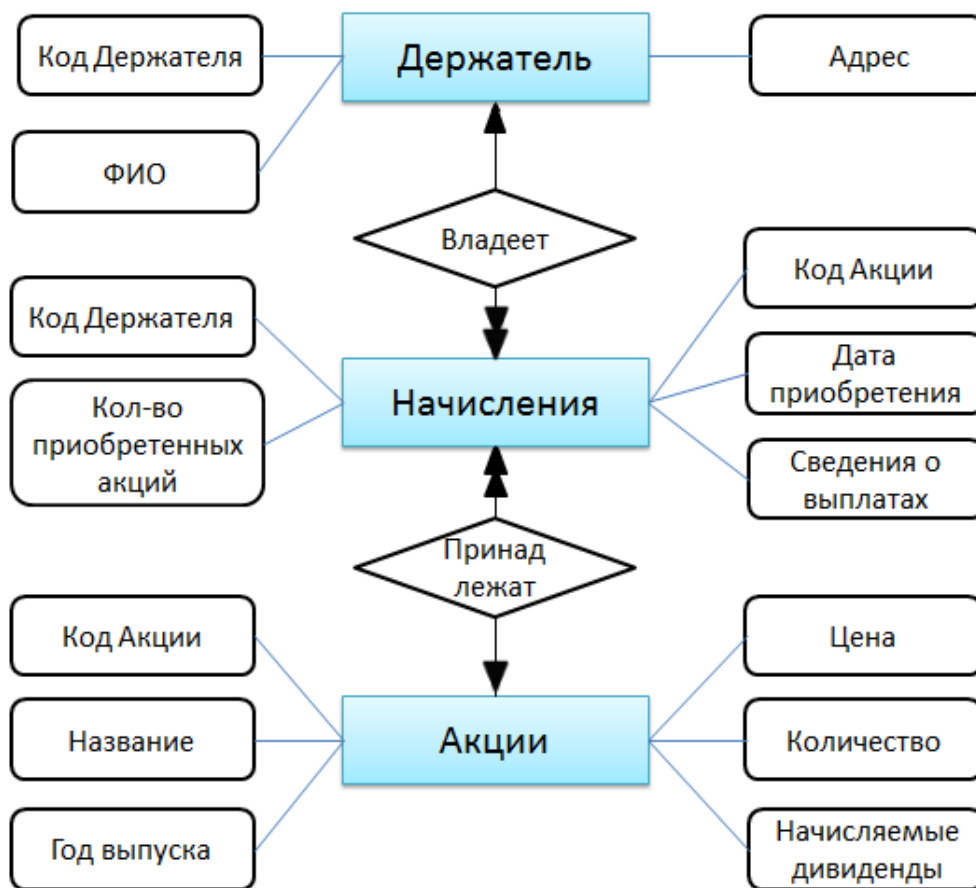 Код Держателя
Держатель
Адрес
ФИО
Владеет
Код Держателя
Код Акции
Кол-во
приобретенных
акций
Начисления
Дата
приобретения
Сведения о
выплатах
Принад
лежат
Код Акции
Цена
Название
Акции
Количество
Год выпуска
Начисляемые
дивиденды